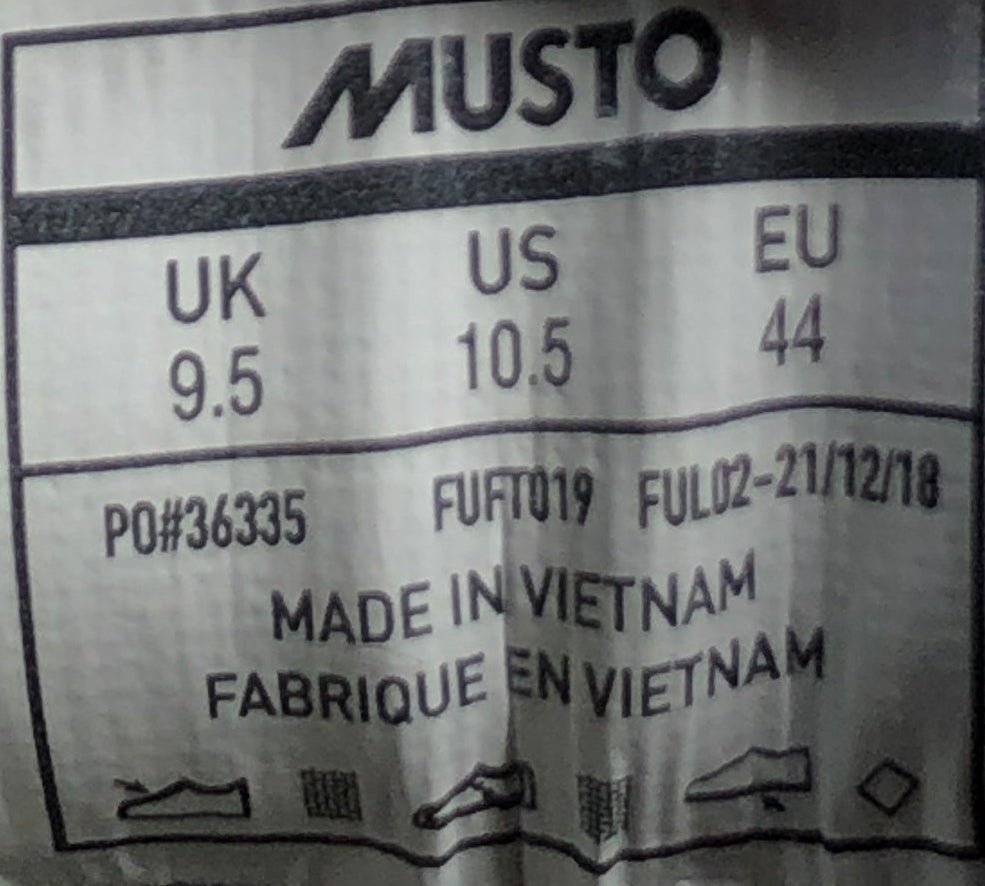 MUSTO
UK US EU
9.5 10.5 44
PO#36335 FUFT019 FUL02-21/12/18
MADE IN VIETNAM
FABRIQUE EN VIETNAM